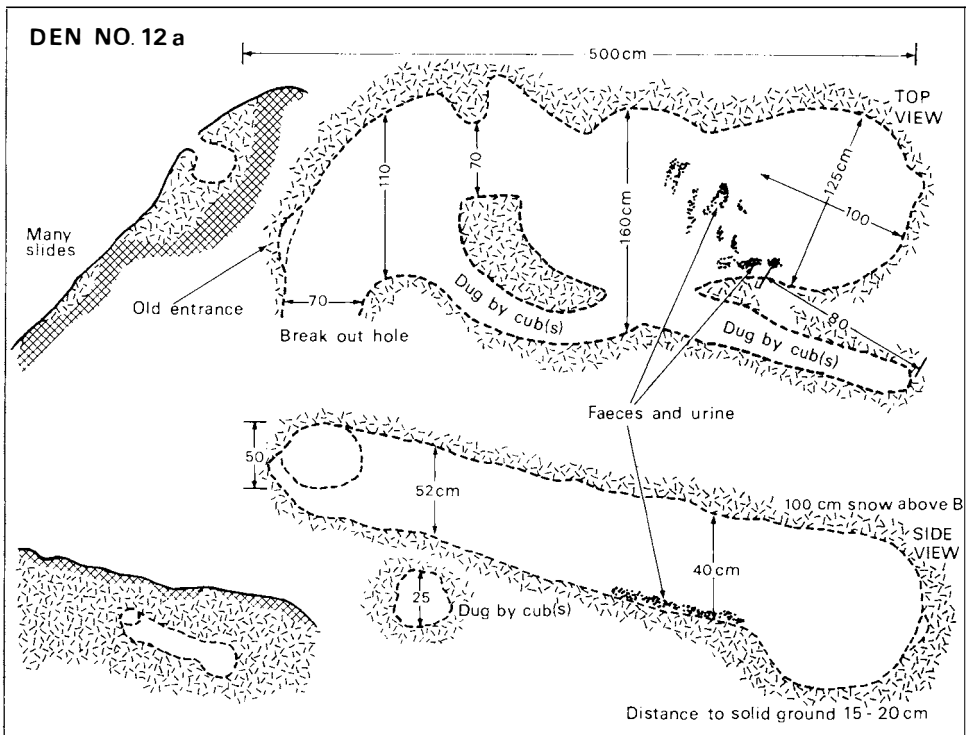 DEN NO. 12 a
500cm
TOP
VIEW
110
70
160cm
125cm
100
Many
slides
Old entrance
70
Break out hole
Dug by cub(s)
80
Dug by cub(s)
Faeces and urine
50
52cm
100 cm snow above B
SIDE
VIEW
40cm
25
Dug by cub(s)
Distance to solid ground 15 - 20 cm